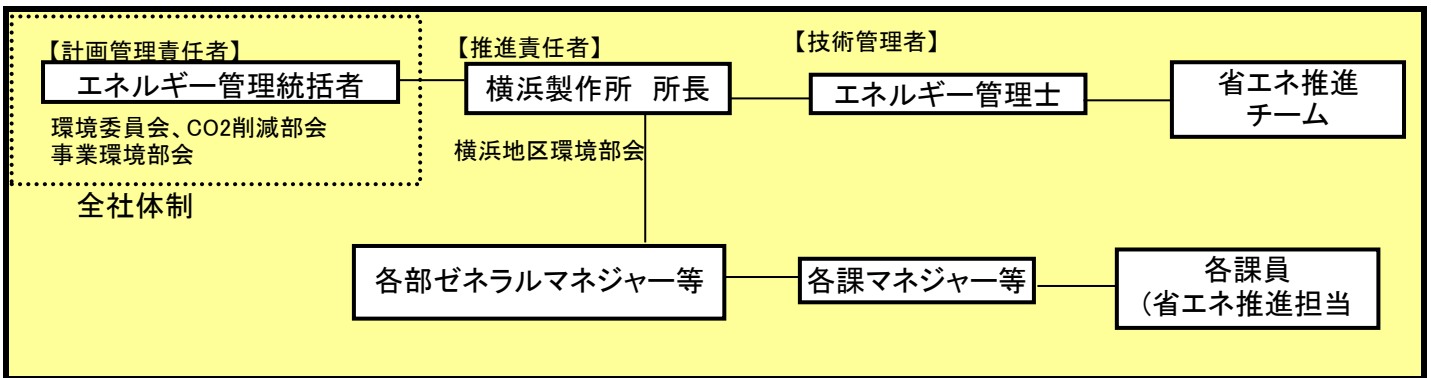 【計画管理責任者】
エネルギー管理統括者
環境委員会、CO2削減部会
事業環境部会
全社体制
【推進責任者】
横浜製作所 所長
横浜地区環境部会
【技術管理者】
エネルギー管理士
省エネ推進
チーム
各部ゼネラルマネジャー等
各課マネジャー等
各課員
(省エネ推進担当